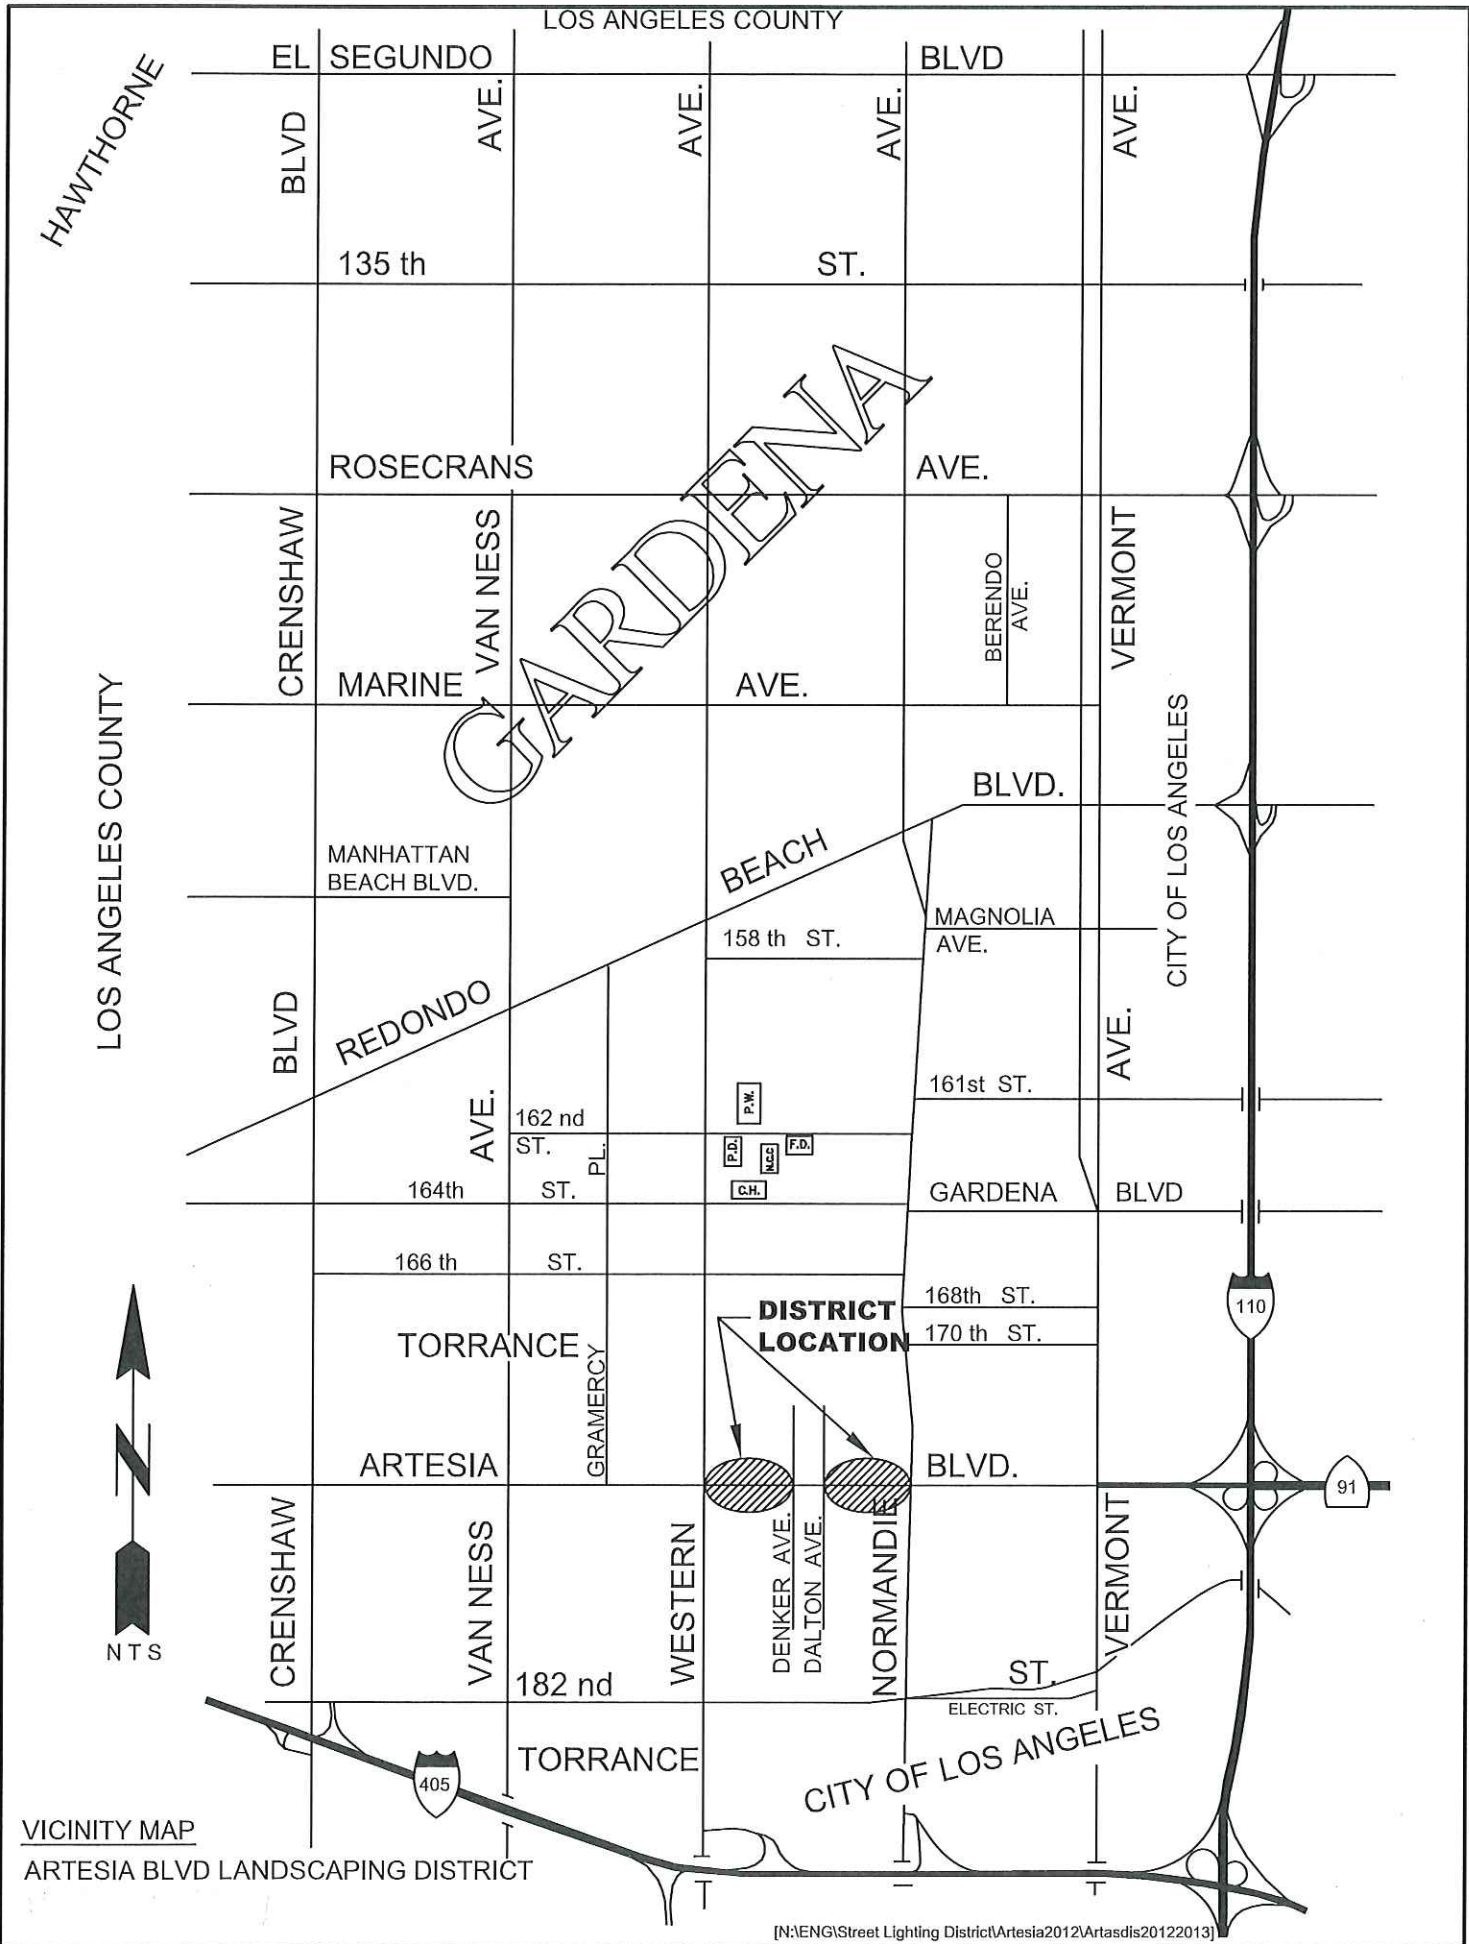 LOS ANGELES COUNTY
EL SEGUNDO BLVD
HAWTHORNE
BLVD
AVE.
AVE.
AVE.
AVE.
135 th ST.
GARDENA
ROSECRANS AVE.
CRENSHAW
VAN NESS
BERENDO
AVE.
VERMONT
MARINE AVE.
LOS ANGELES COUNTY
CITY OF LOS ANGELES
REDONDO BEACH BLVD.
MANHATTAN
BEACH BLVD.
MAGNOLIA
AVE.
158 th ST.
BLVD
AVE.
AVE.
161st ST.
P.W.
162 nd
ST.
P.D.
N.C.C
F.D.
C.H.
PL.
164th ST.
GARDENA BLVD
166 th ST.
168th ST.
170 th ST.
DISTRICT
LOCATION
110
TORRANCE
GRAMERCY
ARTESIA BLVD.
91
N
NTS
CRENSHAW
VAN NESS
WESTERN
DENKER AVE.
DALTON AVE.
NORMANDIE
VERMONT
182 nd ST.
ELECTRIC ST.
TORRANCE
CITY OF LOS ANGELES
405
VICINITY MAP
ARTESIA BLVD LANDSCAPING DISTRICT
[N:\ENG\Street Lighting District\Artesia2012\Artasdis20122013]